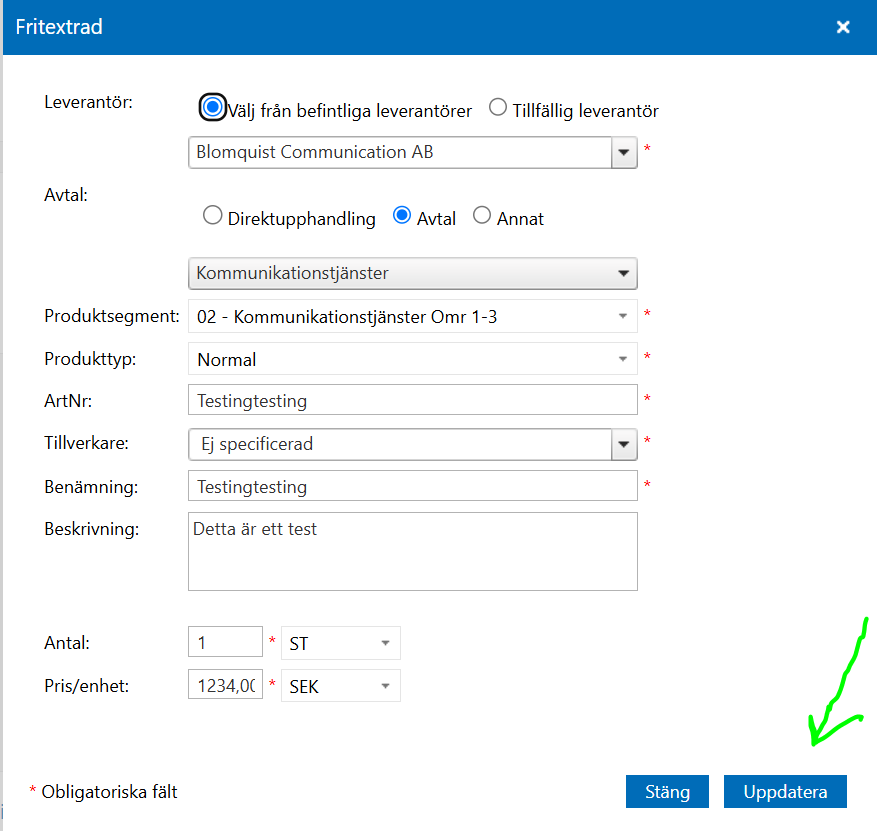 Fritextrad
Leverantör:
Välj från befintliga leverantörer Tillfällig leverantör
Blomquist Communication AB *
Avtal:
Direktupphandling Avtal Annat
Kommunikationstjänster
Produktsegment: 02 - Kommunikationstjänster Omr 1-3 *
Produkttyp: Normal *
ArtNr: Testingtesting *
Tillverkare: Ej specificerad *
Benämning: Testingtesting *
Beskrivning: Detta är ett test
Antal: 1 * ST
Pris/enhet: 1234,00 * SEK
* Obligatoriska fält Stäng Uppdatera